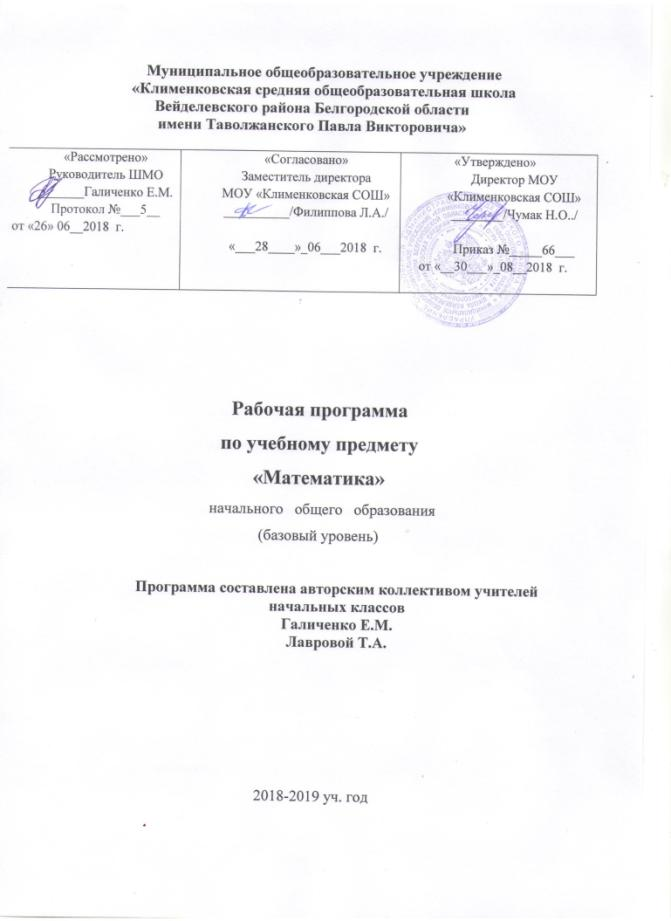 Муниципальное общеобразовательное учреждение
«Клименковская средняя общеобразовательная школа
Вейделевского района Белгородской области
имени Таволжанского Павла Викторовича»
«Рассмотрено»
Руководитель ШМО
______Галиченко Е.М.
Протокол №___5__
от «26» 06__2018 г.
«Согласовано»
Заместитель директора
МОУ «Клименковская СОШ»
__________/Филиппова Л.А./
«___28____»_06___2018 г.
«Утверждено»
Директор МОУ
«Клименковская СОШ»
________/Чумак Н.О../
Приказ №_____66___
от «__30___»_08__2018 г.
Рабочая программа
по учебному предмету
«Математика»
начального общего образования
(базовый уровень)
Программа составлена авторским коллективом учителей
начальных классов
Галиченко Е.М.
Лавровой Т.А.
2018-2019 уч. год